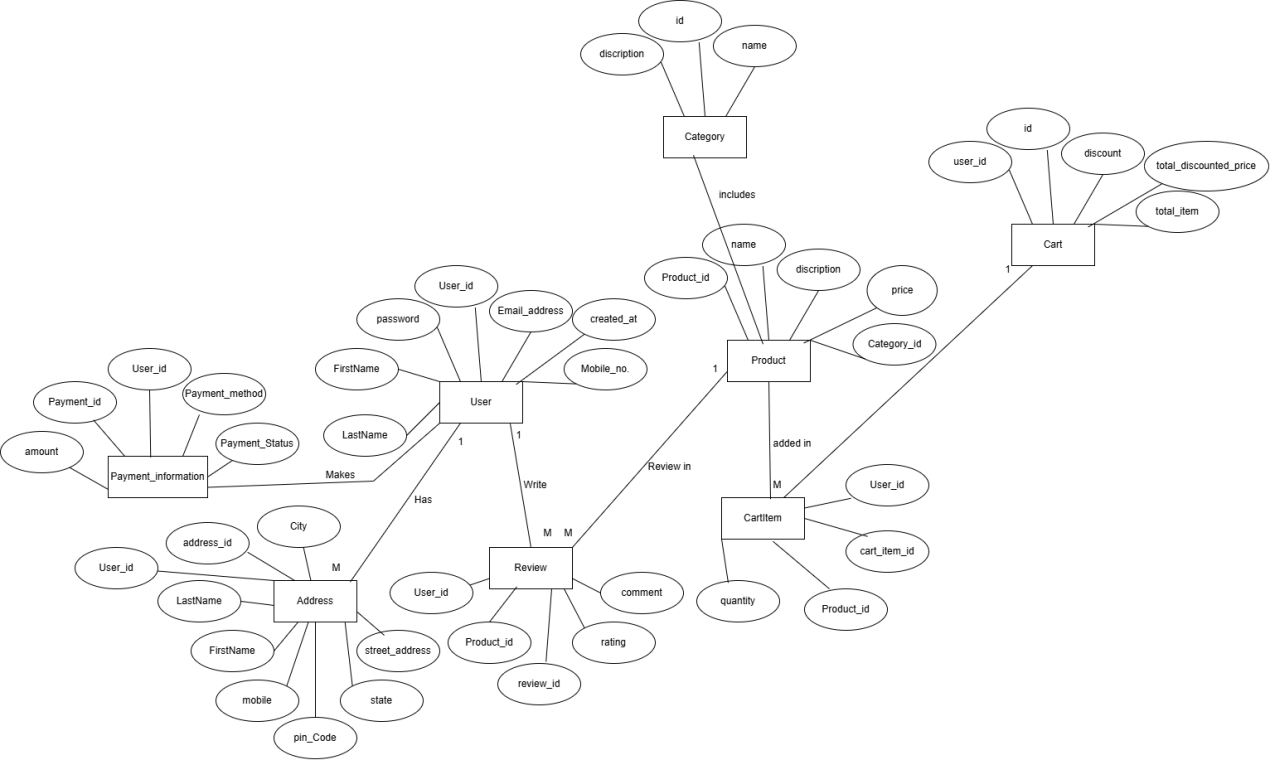 id
discription
name
Category
id
user_id
discount
total_discounted_price
total_item
Cart
1
includes
name
Product_id
discription
price
Category_id
Product
1
User_id
password
Email_address
created_at
FirstName
Mobile_no.
User
LastName
1
1
User_id
Payment_id
Payment_method
amount
Payment_Status
Payment_information
Makes
Has
Write
Review in
added in
M
CartItem
User_id
cart_item_id
quantity
Product_id
M
M
Review
User_id
comment
Product_id
rating
review_id
City
address_id
User_id
M
Address
LastName
FirstName
street_address
mobile
state
pin_Code